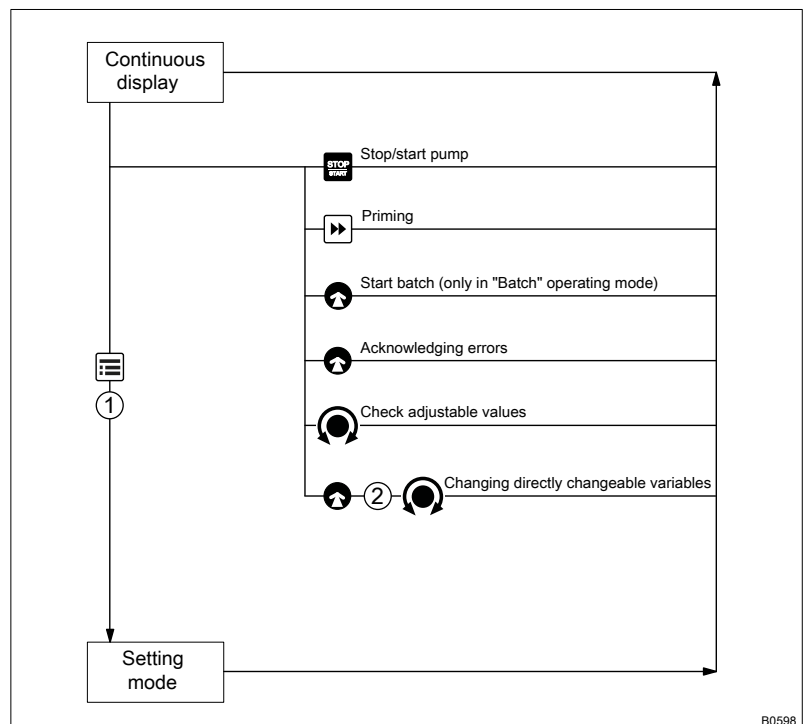 Continuous
display
STOP
START
Stop/start pump
Priming
Start batch (only in "Batch" operating mode)
Acknowledging errors
1
Check adjustable values
2
Changing directly changeable variables
Setting
mode
B0598